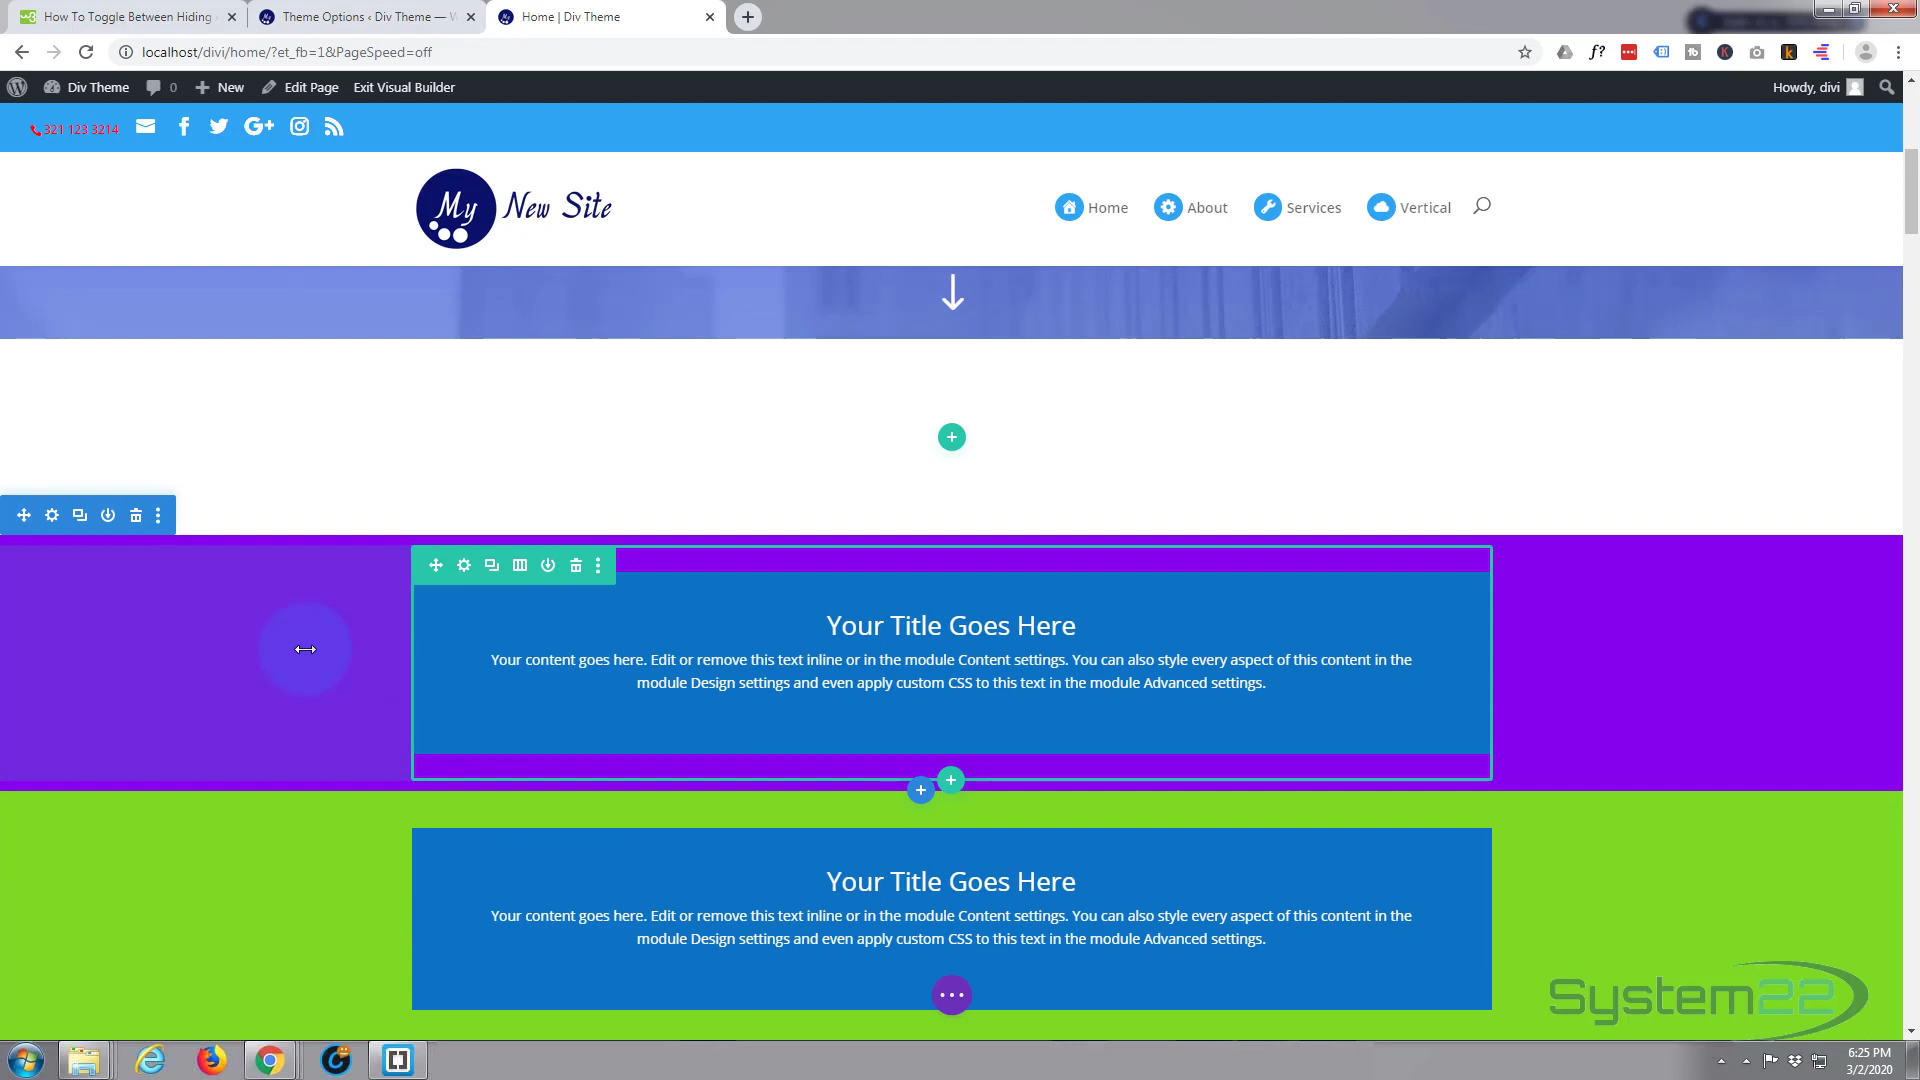 How To Toggle Between Hiding
Theme Options ‹ Div Theme — W
Home | Div Theme
localhost/divi/home/?et_fb=1&PageSpeed=off
f?
Div Theme
0
New
Edit Page
Exit Visual Builder
Howdy, divi
321 123 3214
My New Site
Home
About
Services
Vertical
Your Title Goes Here
Your content goes here. Edit or remove this text inline or in the module Content settings. You can also style every aspect of this content in the
module Design settings and even apply custom CSS to this text in the module Advanced settings.
Your Title Goes Here
Your content goes here. Edit or remove this text inline or in the module Content settings. You can also style every aspect of this content in the
module Design settings and even apply custom CSS to this text in the module Advanced settings.
System22
6:25 PM
3/2/2020